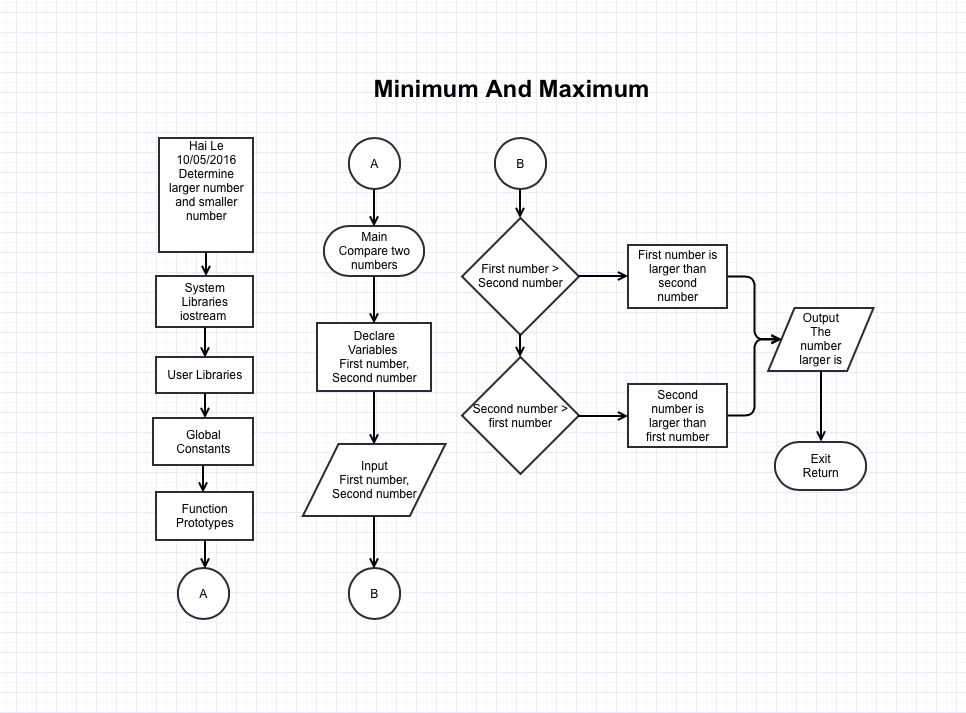 Minimum And Maximum
Hai Le
10/05/2016
Determine
larger number
and smaller
number
System
Libraries
iostream
User Libraries
Global
Constants
Function
Prototypes
A
A
Main
Compare two
numbers
Declare
Variables
First number,
Second number
Input
First number,
Second number
B
B
First number >
Second number
First number is
larger than
second
number
Second number >
first number
Second
number is
larger than
first number
Output
The
number
larger is
Exit
Return